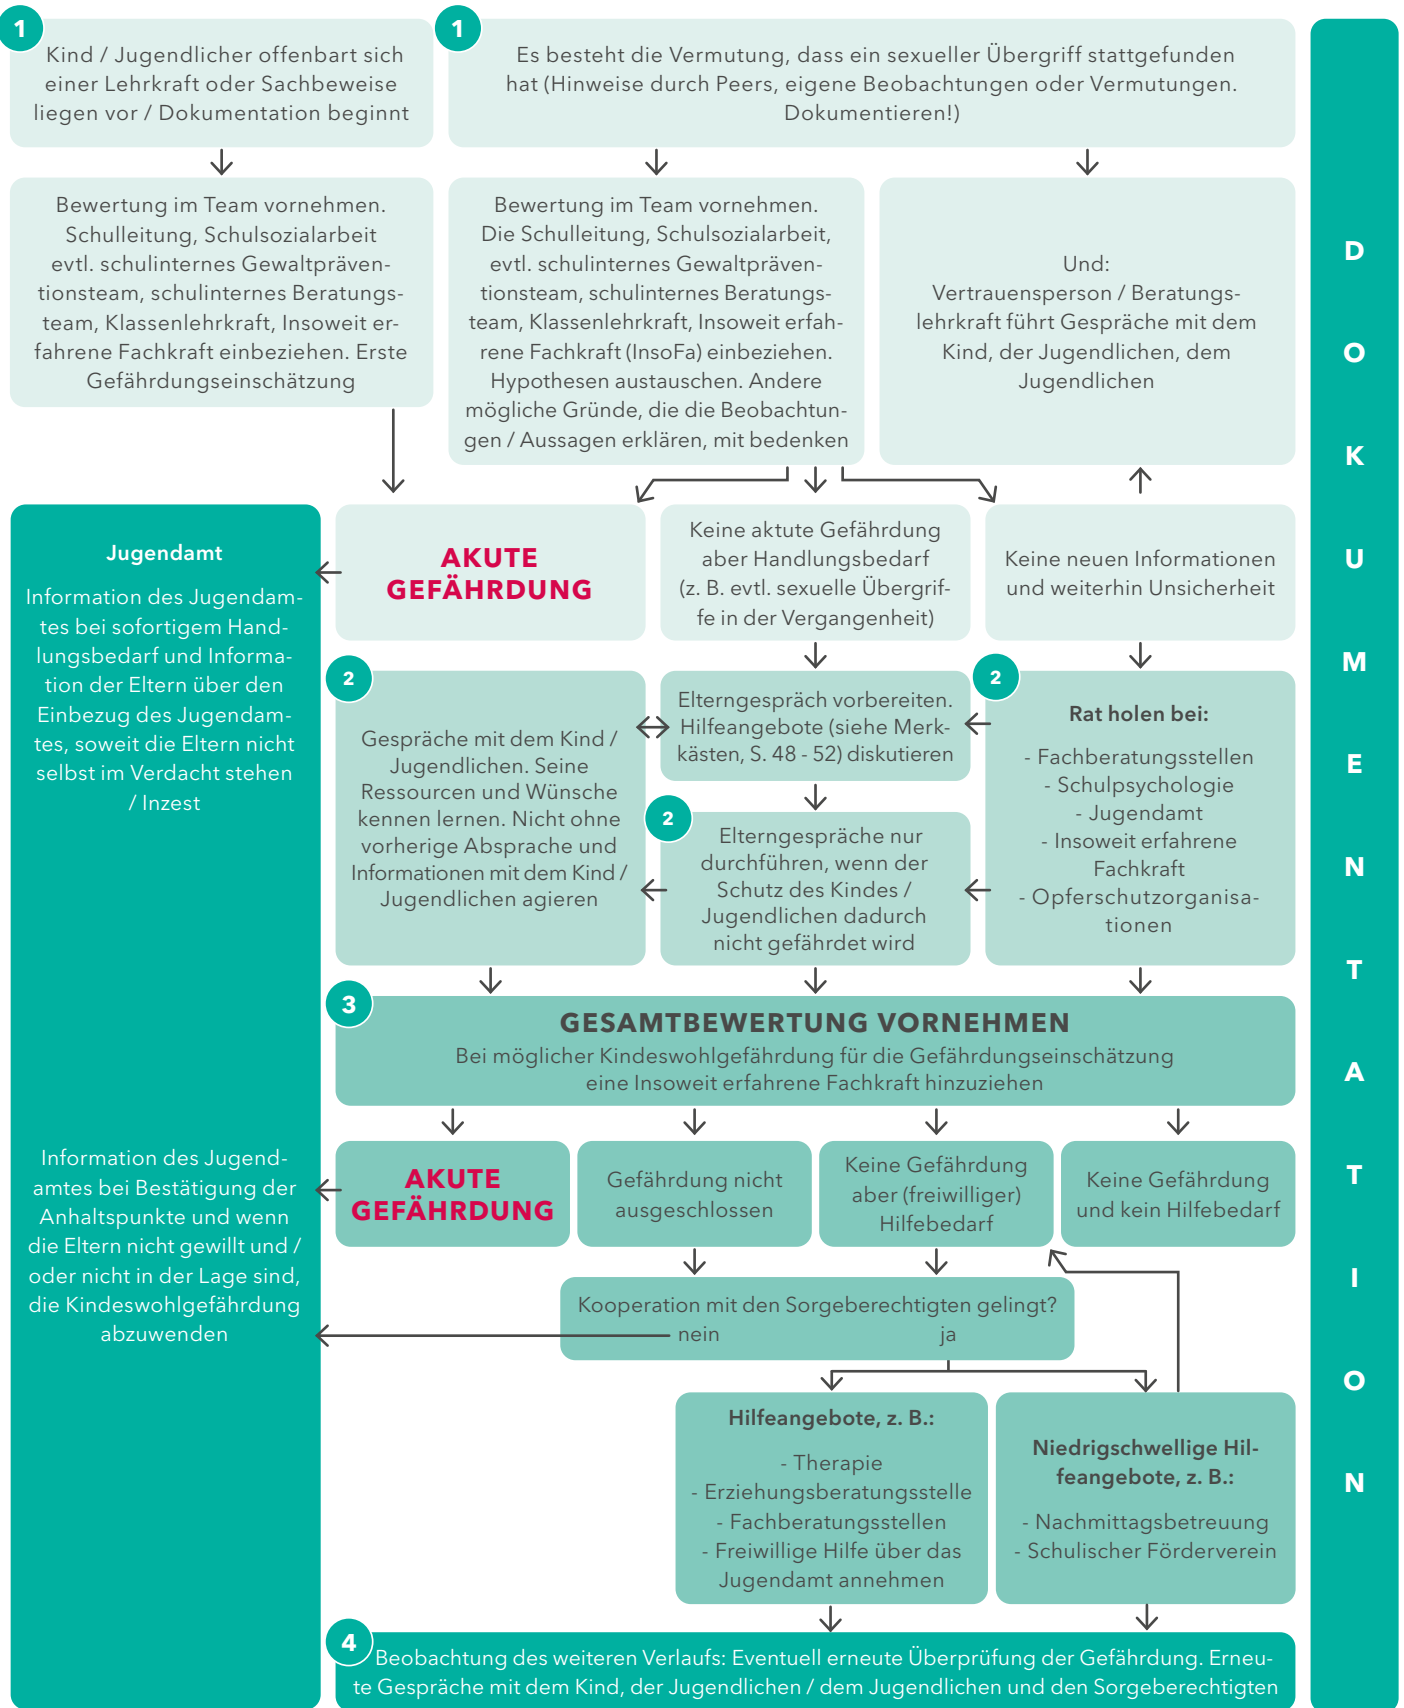 1
Kind / Jugendlicher offenbart sich
einer Lehrkraft oder Sachbeweise
liegen vor / Dokumentation beginnt
1
Es besteht die Vermutung, dass ein sexueller Übergriff stattgefunden
hat (Hinweise durch Peers, eigene Beobachtungen oder Vermutungen.
Dokumentieren!)
Bewertung im Team vornehmen.
Schulleitung, Schulsozialarbeit
evtl. schulinternes Gewaltpräven-
tionsteam, schulinternes Beratungs-
team, Klassenlehrkraft, Insoweit er-
fahrene Fachkraft einbeziehen. Erste
Gefährdungseinschätzung
Bewertung im Team vornehmen.
Die Schulleitung, Schulsozialarbeit,
evtl. schulinternes Gewaltpräven-
tionsteam, schulinternes Beratungs-
team, Klassenlehrkraft, Insoweit erfah-
rene Fachkraft (InsoFa) einbeziehen.
Hypothesen austauschen. Andere
mögliche Gründe, die die Beobachtun-
gen / Aussagen erklären, mit bedenken
Und:
Vertrauensperson / Beratungs-
lehrkraft führt Gespräche mit dem
Kind, der Jugendlichen, dem
Jugendlichen
Jugendamt
Information des Jugendam-
tes bei sofortigem Hand-
lungsbedarf und Informa-
tion der Eltern über den
Einbezug des Jugendam-
tes, soweit die Eltern nicht
selbst im Verdacht stehen
/ Inzest
AKUTE
GEFÄHRDUNG
Keine aktute Gefährdung
aber Handlungsbedarf
(z. B. evtl. sexuelle Übergrif-
fe in der Vergangenheit)
Keine neuen Informationen
und weiterhin Unsicherheit
2
Gespräche mit dem Kind /
Jugendlichen. Seine
Ressourcen und Wünsche
kennen lernen. Nicht ohne
vorherige Absprache und
Informationen mit dem Kind /
Jugendlichen agieren
Elterngespräch vorbereiten.
Hilfeangebote (siehe Merk-
kästen, S. 48 - 52) diskutieren
2
Elterngespräche nur
durchführen, wenn der
Schutz des Kindes /
Jugendlichen dadurch
nicht gefährdet wird
2
Rat holen bei:
- Fachberatungsstellen
- Schulpsychologie
- Jugendamt
- Insoweit erfahrene
Fachkraft
- Opferschutzorganisa-
tionen
3
GESAMTBEWERTUNG VORNEHMEN
Bei möglicher Kindeswohlgefährdung für die Gefährdungseinschätzung
eine Insoweit erfahrene Fachkraft hinzuziehen
Information des Jugend-
amtes bei Bestätigung der
Anhaltspunkte und wenn
die Eltern nicht gewillt und /
oder nicht in der Lage sind,
die Kindeswohlgefährdung
abzuwenden
AKUTE
GEFÄHRDUNG
Gefährdung nicht
ausgeschlossen
Keine Gefährdung
aber (freiwilliger)
Hilfebedarf
Keine Gefährdung
und kein Hilfebedarf
Kooperation mit den Sorgeberechtigten gelingt?
nein ja
Hilfeangebote, z. B.:
- Therapie
- Erziehungsberatungsstelle
- Fachberatungsstellen
- Freiwillige Hilfe über das
Jugendamt annehmen
Niedrigschwellige Hil-
feangebote, z. B.:
- Nachmittagsbetreuung
- Schulischer Förderverein
4
Beobachtung des weiteren Verlaufs: Eventuell erneute Überprüfung der Gefährdung. Erneu-
te Gespräche mit dem Kind, der Jugendlichen / dem Jugendlichen und den Sorgeberechtigten
D
O
K
U
M
E
N
T
A
T
I
O
N